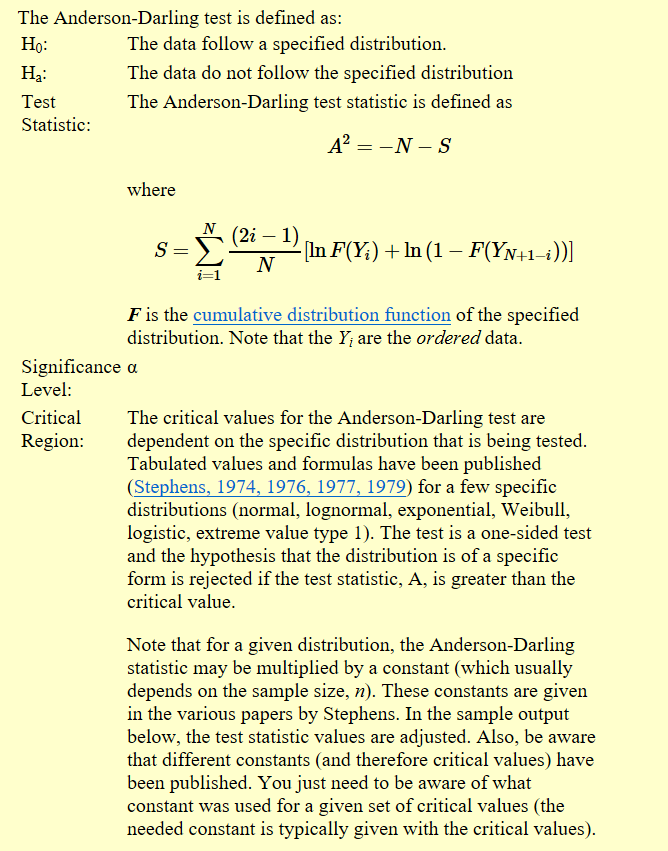 The Anderson-Darling test is defined as:
H₀: The data follow a specified distribution.
Hₐ: The data do not follow the specified distribution
Test Statistic: The Anderson-Darling test statistic is defined as
A² = −N − S
where
S = ∑_{i=1}^{N} (2i − 1)/N [ln F(Y_i) + ln (1 − F(Y_{N+1−i}))]
F is the cumulative distribution function of the specified
distribution. Note that the Y_i are the ordered data.
Significance α
Level:
Critical Region: The critical values for the Anderson-Darling test are
dependent on the specific distribution that is being tested.
Tabulated values and formulas have been published
(Stephens, 1974, 1976, 1977, 1979) for a few specific
distributions (normal, lognormal, exponential, Weibull,
logistic, extreme value type 1). The test is a one-sided test
and the hypothesis that the distribution is of a specific
form is rejected if the test statistic, A, is greater than the
critical value.
Note that for a given distribution, the Anderson-Darling
statistic may be multiplied by a constant (which usually
depends on the sample size, n). These constants are given
in the various papers by Stephens. In the sample output
below, the test statistic values are adjusted. Also, be aware
that different constants (and therefore critical values) have
been published. You just need to be aware of what
constant was used for a given set of critical values (the
needed constant is typically given with the critical values).